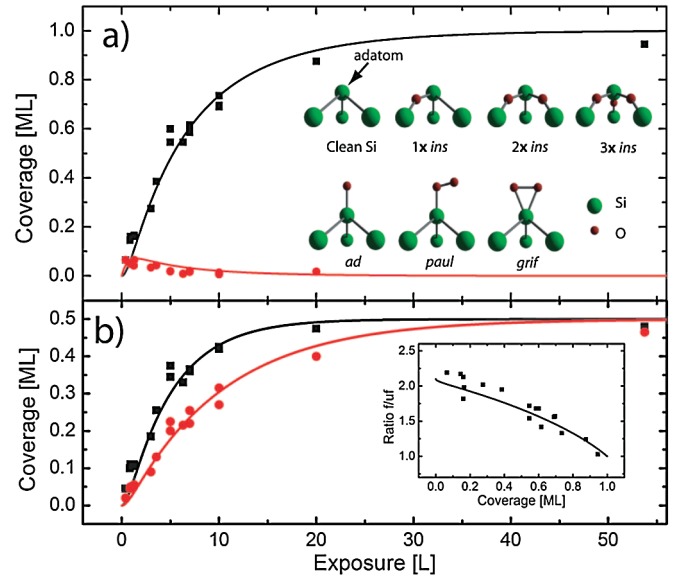 a)
adatom
Clean Si
1x ins
2x ins
3x ins
ad
paul
grif
Si
O
Coverage [ML]
1.0
0.8
0.6
0.4
0.2
0.0
b)
Coverage [ML]
0.5
0.4
0.3
0.2
0.1
0.0
Ratio f/uf
2.5
2.0
1.5
1.0
0.0 0.2 0.4 0.6 0.8 1.0
Coverage [ML]
0 10 20 30 40 50
Exposure [L]